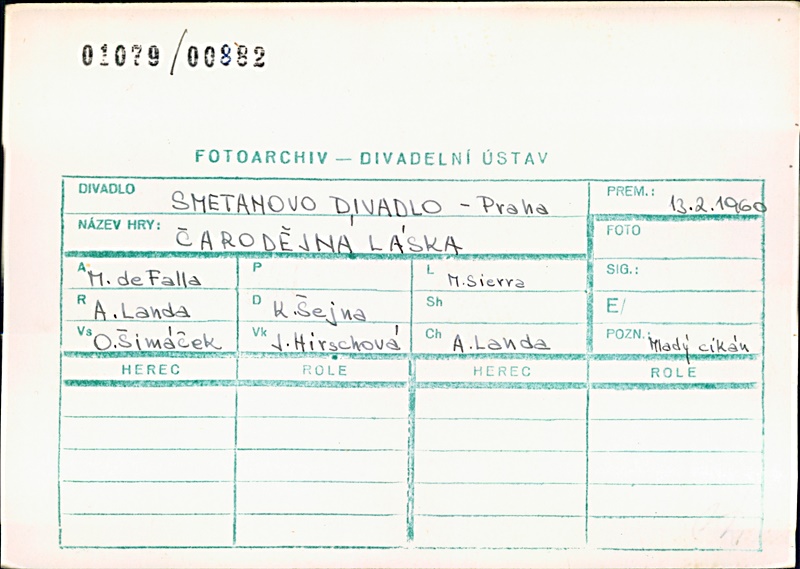 01079/00882
FOTOARCHIV — DIVADELNÍ ÚSTAV
DIVADLO SMETANOVO DIVADLO - Praha PREM.: 13.2.1960
NÁZEV HRY: ČARODĚJNÁ LÁSKA FOTO
A M. de Falla P L M. Sierra SIG.:
R A. Landa D K. Šejna Sh E/
Vs O. Šimáček Vk J. Hirschová Ch A. Landa POZN. Mladý cikán
HEREC ROLE HEREC ROLE